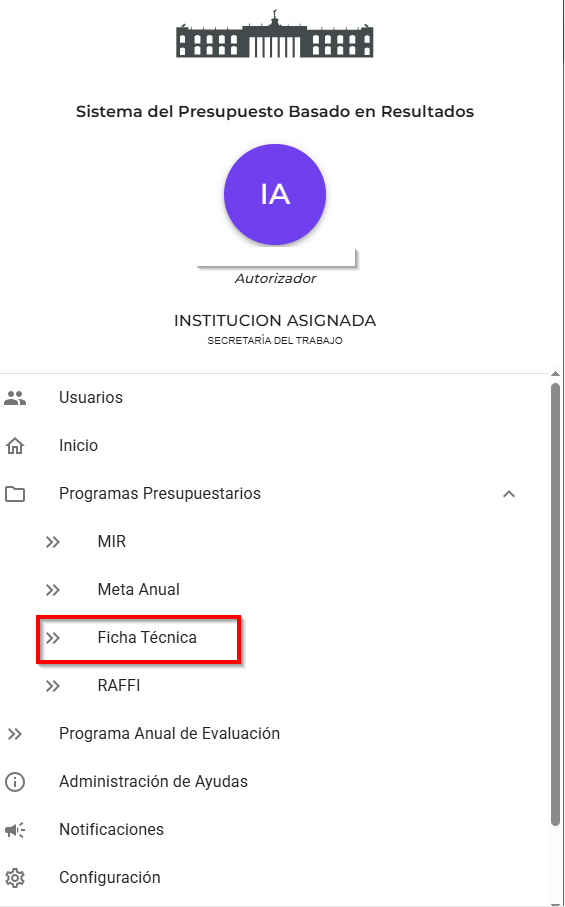 Sistema del Presupuesto Basado en Resultados
IA
Autorizador
INSTITUCION ASIGNADA
SECRETARÍA DEL TRABAJO
Usuarios
Inicio
Programas Presupuestarios
MIR
Meta Anual
Ficha Técnica
RAFFI
Programa Anual de Evaluación
Administración de Ayudas
Notificaciones
Configuración